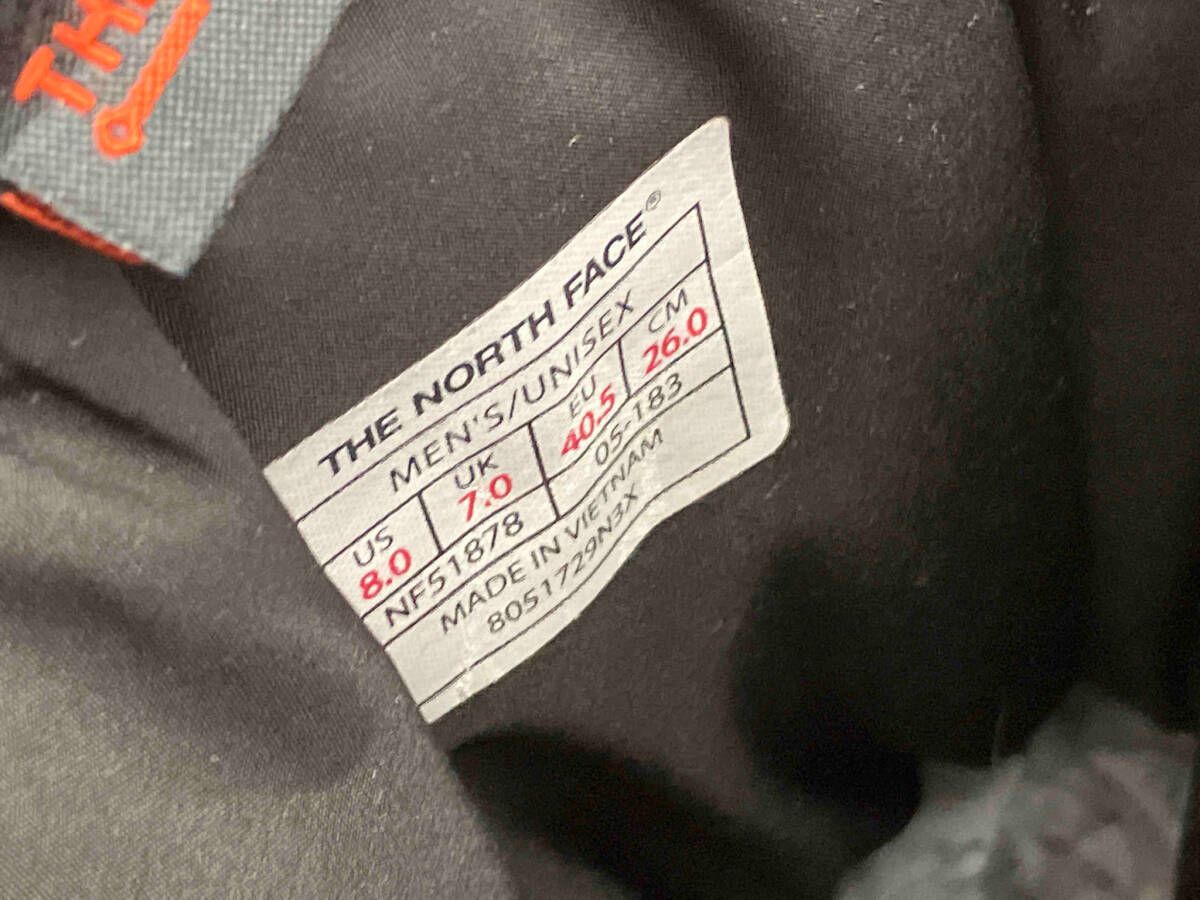 TH
THE NORTH FACE®
MEN'S/UNISEX
US UK EU CM
8.0 7.0 40.5 26.0
NF51878 05-183
MADE IN VIETNAM
8051729N3X